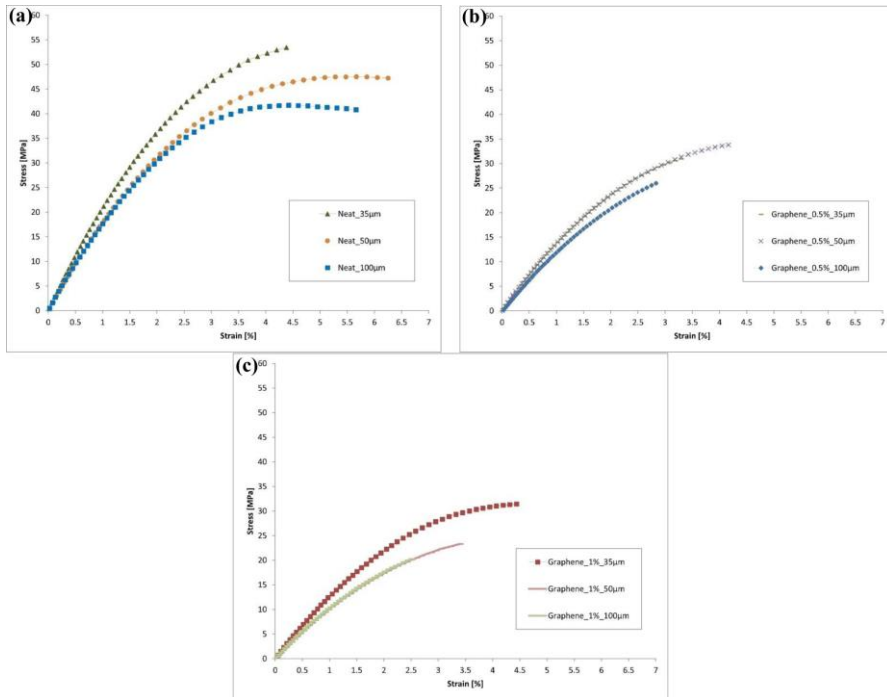 (a)
60
55
50
45
40
35
30
25
20
15
10
5
0
Stress [MPa]
0 0.5 1 1.5 2 2.5 3 3.5 4 4.5 5 5.5 6 6.5 7
Strain [%]
Neat_35µm
Neat_50µm
Neat_100µm
(b)
60
55
50
45
40
35
30
25
20
15
10
5
0
Stress [MPa]
0 0.5 1 1.5 2 2.5 3 3.5 4 4.5 5 5.5 6 6.5 7
Strain [%]
Graphene_0.5%_35µm
Graphene_0.5%_50µm
Graphene_0.5%_100µm
(c)
60
55
50
45
40
35
30
25
20
15
10
5
0
Stress [MPa]
0 0.5 1 1.5 2 2.5 3 3.5 4 4.5 5 5.5 6 6.5 7
Strain [%]
Graphene_1%_35µm
Graphene_1%_50µm
Graphene_1%_100µm